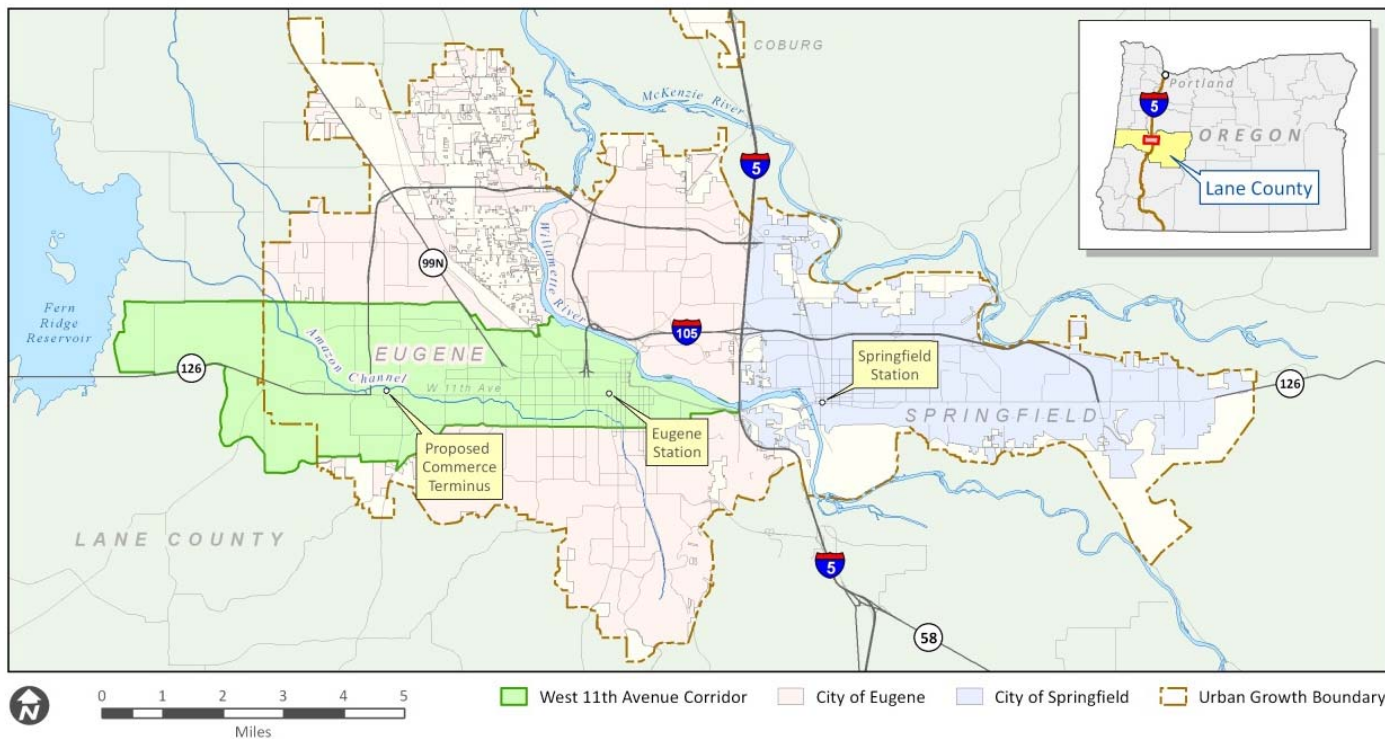 COBURG
McKenzie River
5
Portland
5
OREGON
Lane County
Willamette River
99N
Fern
Ridge
Reservoir
Amazon Channel
EUGENE
105
126
W 11th Ave
Springfield
Station
126
SPRINGFIELD
Proposed
Commerce
Terminus
Eugene
Station
LANE COUNTY
5
58
N
0 1 2 3 4 5
Miles
West 11th Avenue Corridor
City of Eugene
City of Springfield
Urban Growth Boundary